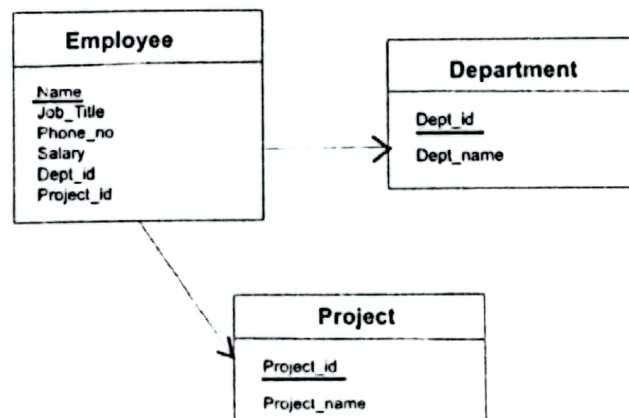 Employee
Name
Job_Title
Phone_no
Salary
Dept_id
Project_id
Department
Dept_id
Dept_name
Project
Project_id
Project_name